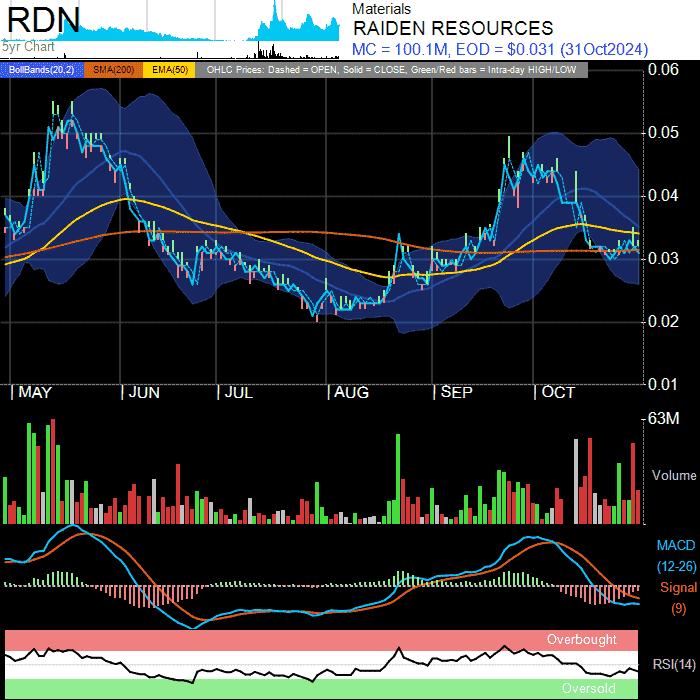 RDN
5yr Chart
Materials
RAIDEN RESOURCES
MC = 100.1M, EOD = $0.031 (31Oct2024)
BollBands(20,2) SMA(200) EMA(50) OHLC Prices: Dashed = OPEN, Solid = CLOSE, Green/Red bars = Intra-day HIGH/LOW
0.06
0.05
0.04
0.03
0.02
0.01
MAY JUN JUL AUG SEP OCT
63M
Volume
MACD
(12-26)
Signal
(9)
Overbought
RSI(14)
Oversold